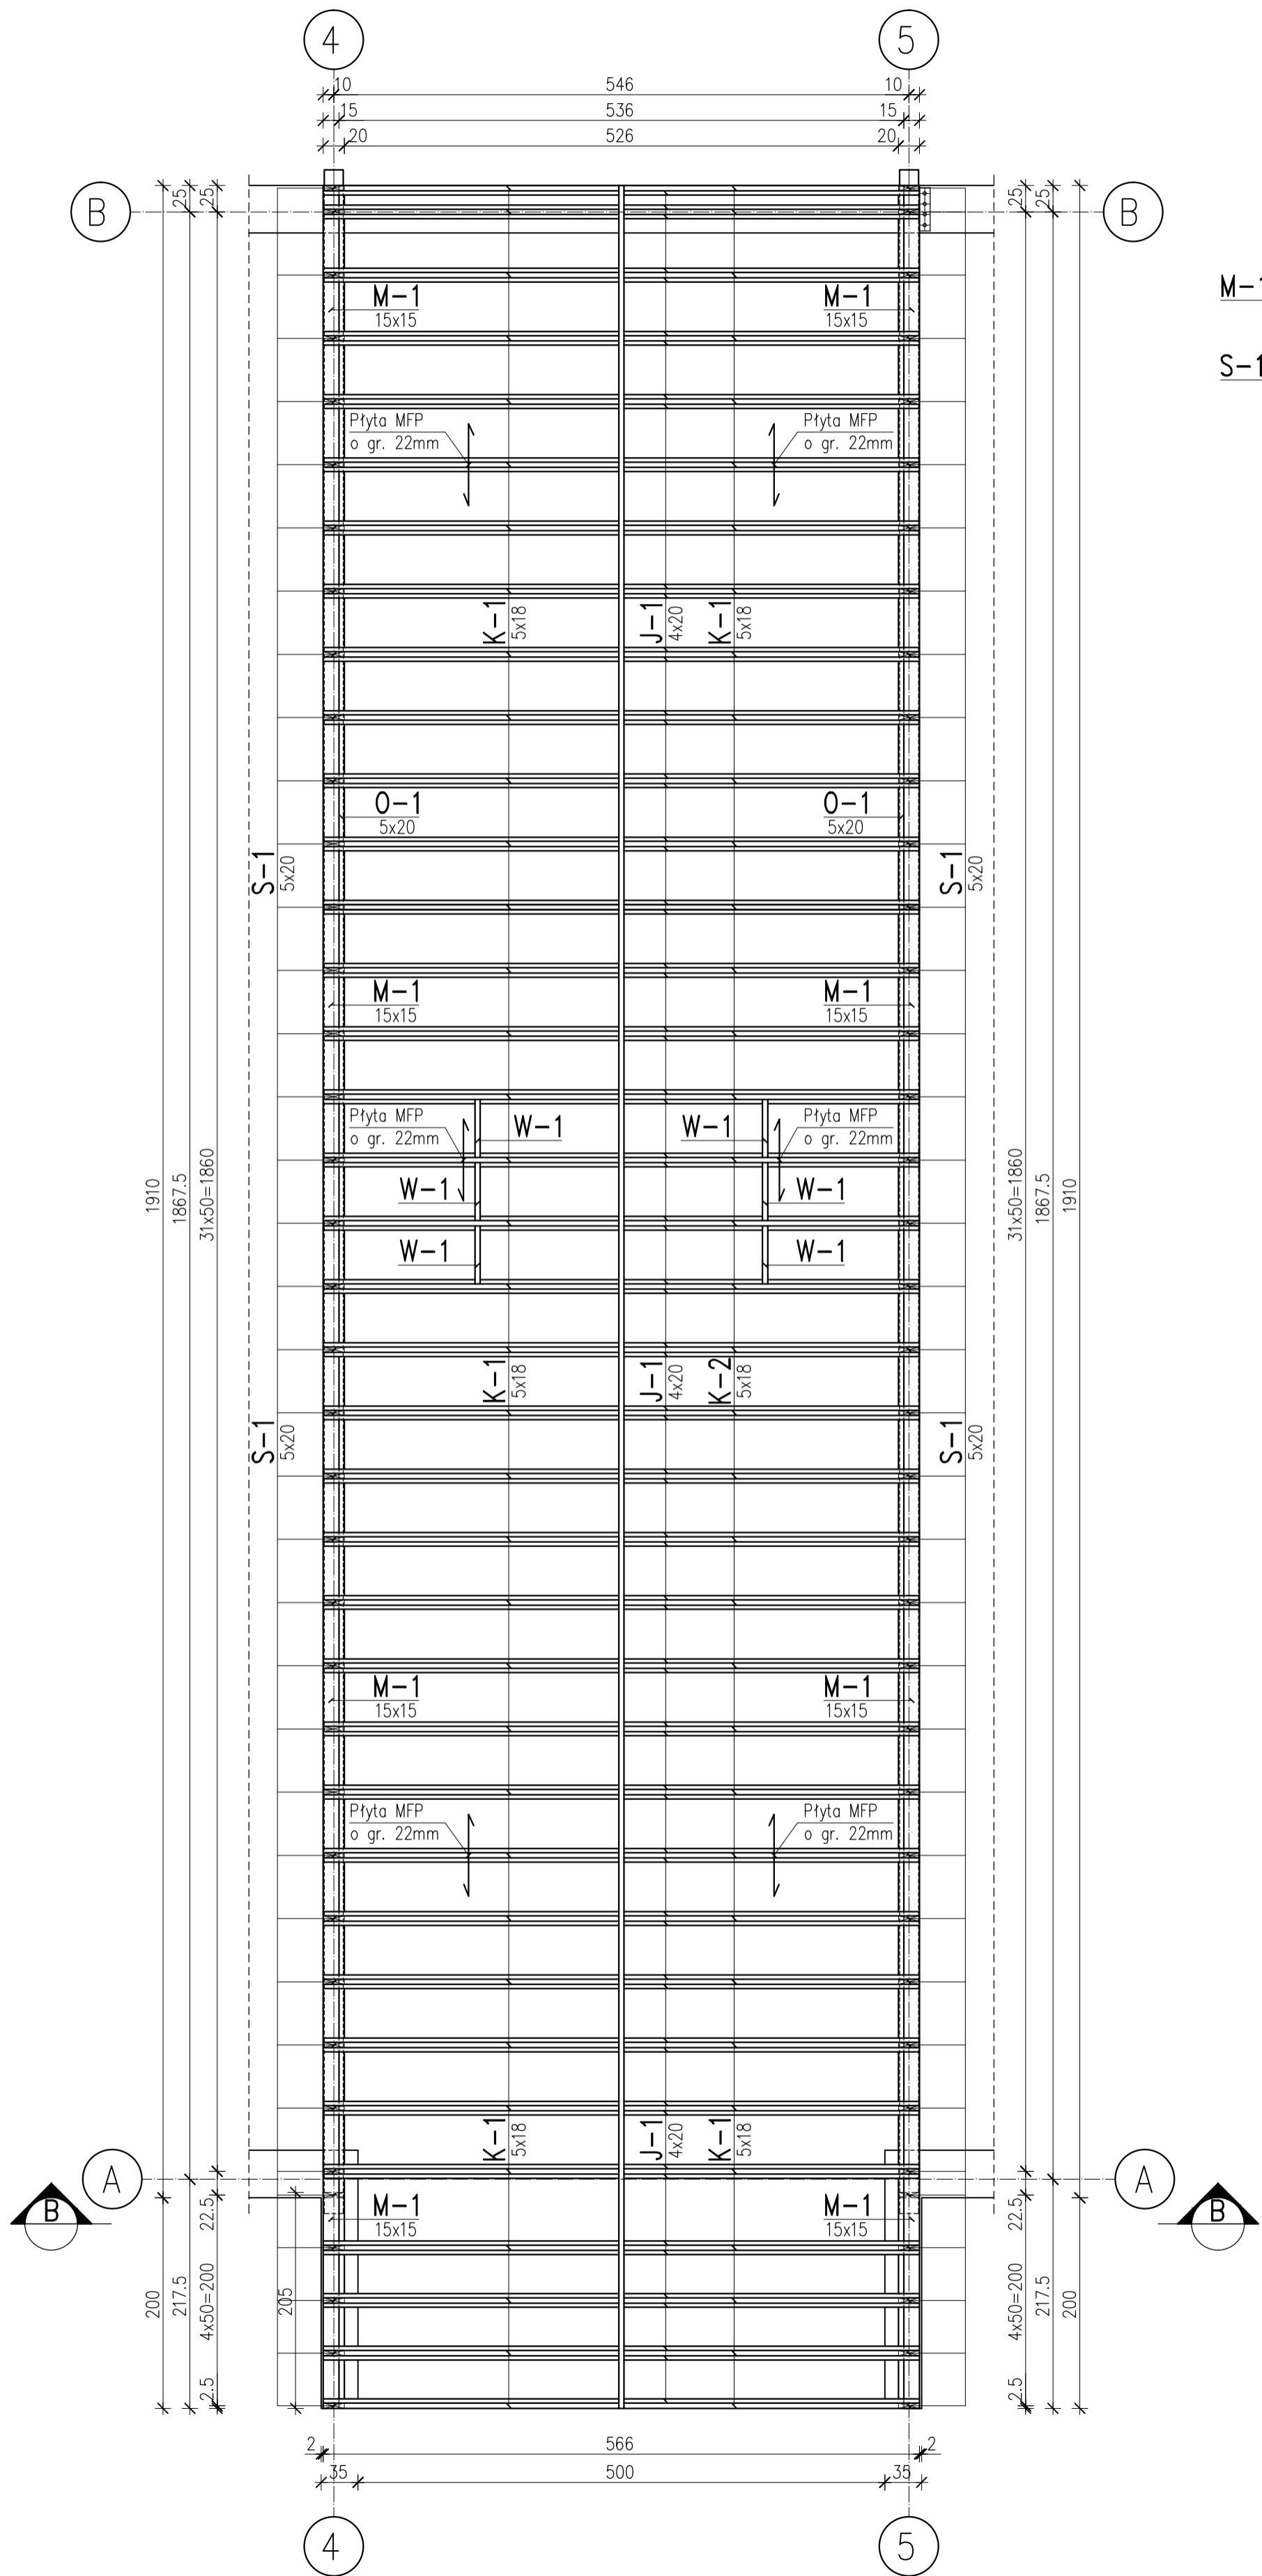 4
5
10
546
10
15
536
15
20
526
20
25
25
25
25
B
B
M-1
M-1
M-1
15x15
15x15
S-1
Płyta MFP
o gr. 22mm
Płyta MFP
o gr. 22mm
K-1
5x18
J-1
4x20
K-1
5x18
O-1
5x20
O-1
5x20
S-1
5x20
S-1
5x20
M-1
15x15
M-1
15x15
Płyta MFP
o gr. 22mm
W-1
W-1
Płyta MFP
o gr. 22mm
W-1
W-1
W-1
W-1
1910
1867.5
31x50=1860
31x50=1860
1867.5
1910
K-1
5x18
J-1
4x20
K-2
5x18
S-1
5x20
S-1
5x20
M-1
15x15
M-1
15x15
Płyta MFP
o gr. 22mm
Płyta MFP
o gr. 22mm
K-1
5x18
J-1
4x20
K-1
5x18
A
A
B
B
M-1
15x15
M-1
15x15
22.5
22.5
200
217.5
4x50=200
205
4x50=200
217.5
200
2.5
2.5
2
566
2
35
500
35
4
5